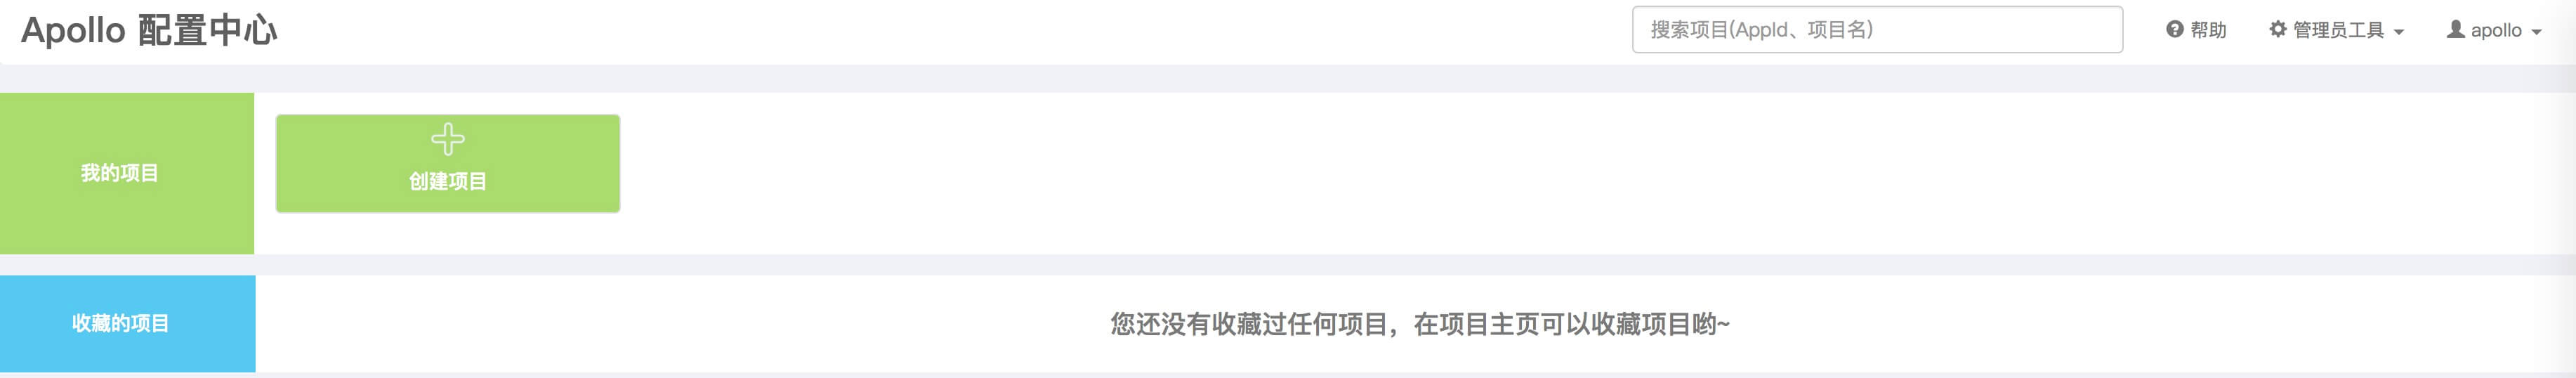 Apollo 配置中心
搜索项目(AppId、项目名)
帮助
管理员工具
apollo
我的项目
创建项目
收藏的项目
您还没有收藏过任何项目，在项目主页可以收藏项目哟~